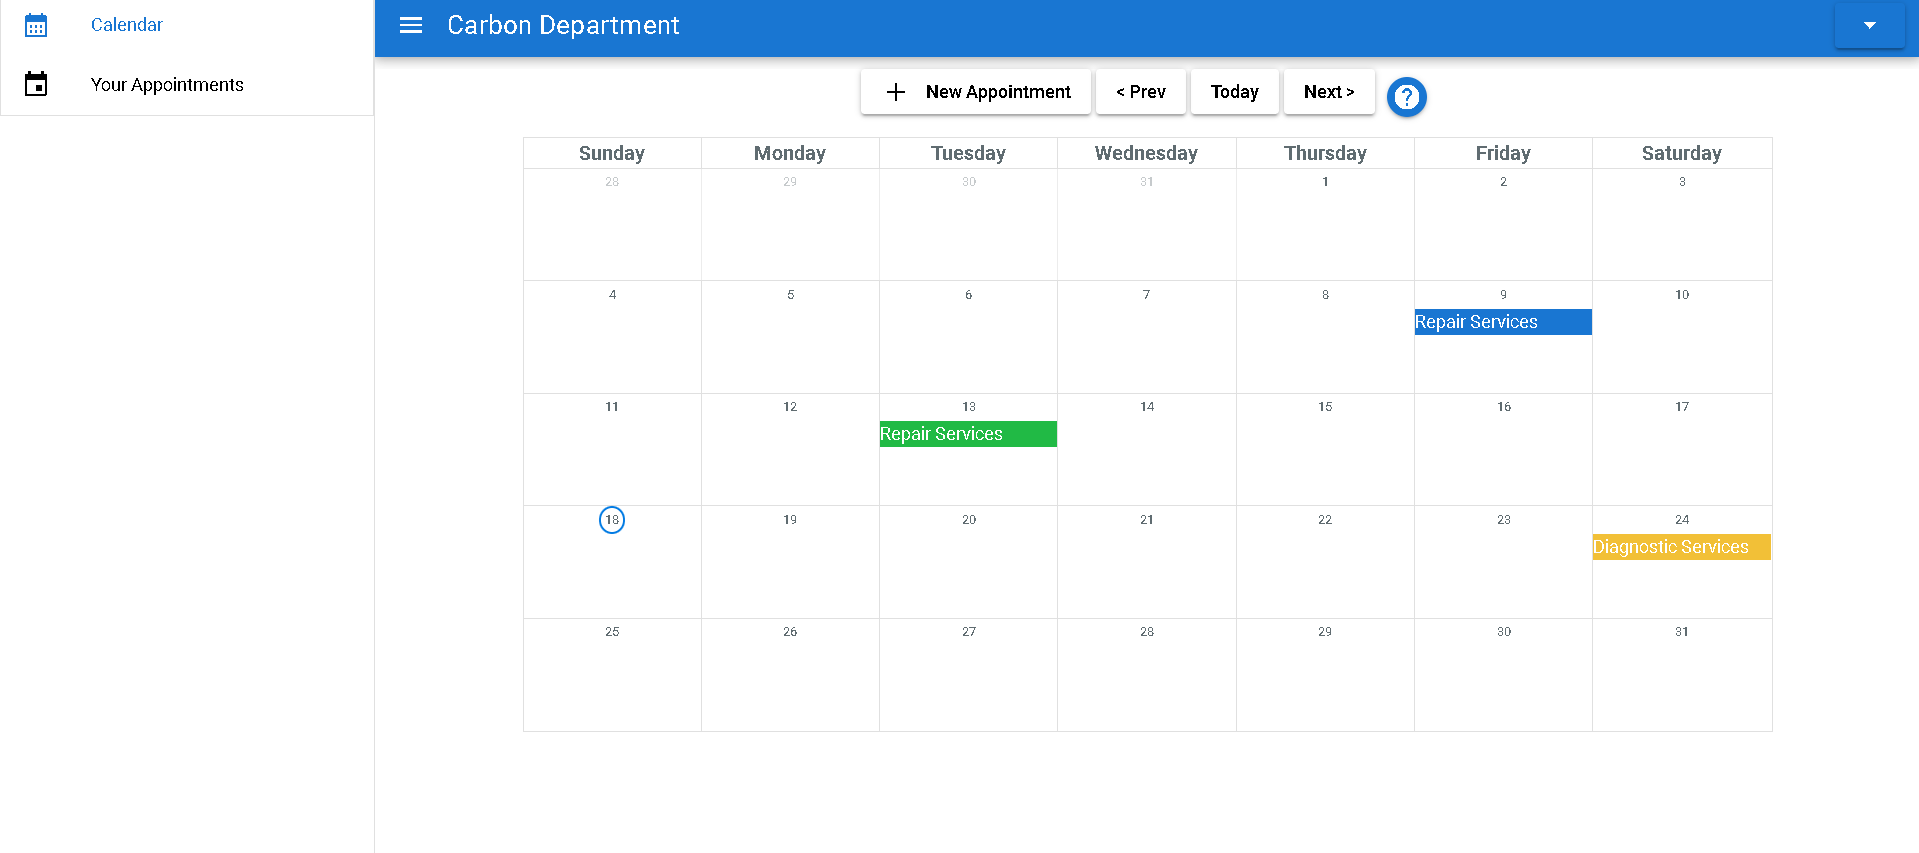 Calendar
Your Appointments
Carbon Department
New Appointment
< Prev
Today
Next >
Sunday Monday Tuesday Wednesday Thursday Friday Saturday
28 29 30 31 1 2 3
4 5 6 7 8 9 10
Repair Services
11 12 13 14 15 16 17
Repair Services
18 19 20 21 22 23 24
Diagnostic Services
25 26 27 28 29 30 31